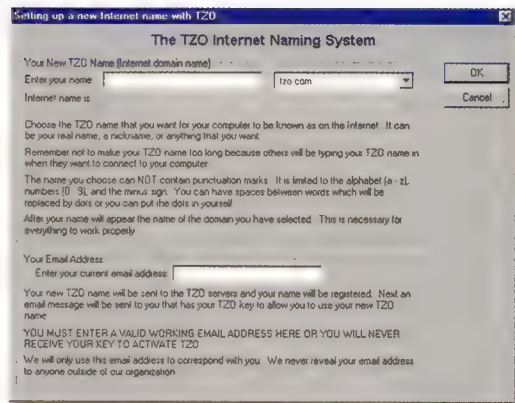 Setting up a new Internet name with TZO
The TZO Internet Naming System
Your New TZO Name (Internet domain name)
Enter your name
tzo.com
OK
Internet name is
Cancel
Choose the TZO name that you want for your computer to be known as on the Internet. It can
be your real name, a nickname, or anything that you want
Remember not to make your TZO name too long because others will be typing your TZO name in
when they want to connect to your computer
The name you choose can NOT contain punctuation marks. It is limited to the alphabet (a - z),
numbers (0 - 9), and the minus sign. You can have spaces between words which will be
replaced by dots or you can put the dots in yourself
After your name will appear the name of the domain you have selected. This is necessary for
everything to work properly
Your Email Address
Enter your current email address:
Your new TZO name will be sent to the TZO servers and your name will be registered. Next an
email message will be sent to you that has your TZO key to allow you to use your new TZO
name
YOU MUST ENTER A VALID WORKING EMAIL ADDRESS HERE OR YOU WILL NEVER
RECEIVE YOUR KEY TO ACTIVATE TZO
We will only use this email address to correspond with you. We never reveal your email address
to anyone outside of our organization